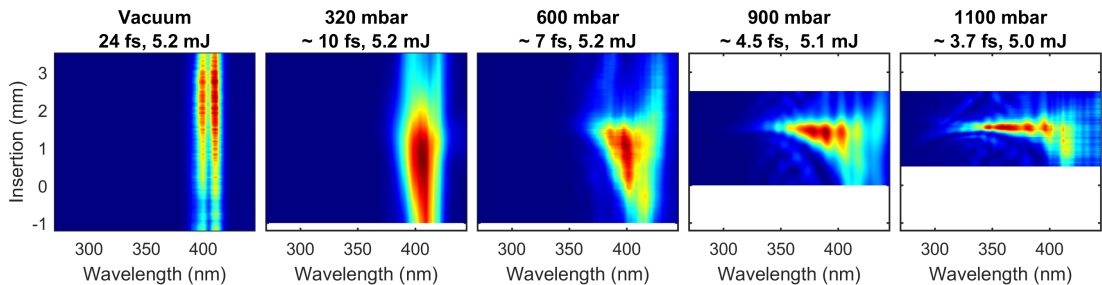 Vacuum
24 fs, 5.2 mJ
320 mbar
~ 10 fs, 5.2 mJ
600 mbar
~ 7 fs, 5.2 mJ
900 mbar
~ 4.5 fs, 5.1 mJ
1100 mbar
~ 3.7 fs, 5.0 mJ
Insertion (mm)
3
2
1
0
-1
300 350 400
300 350 400
300 350 400
300 350 400
300 350 400
Wavelength (nm)
Wavelength (nm)
Wavelength (nm)
Wavelength (nm)
Wavelength (nm)